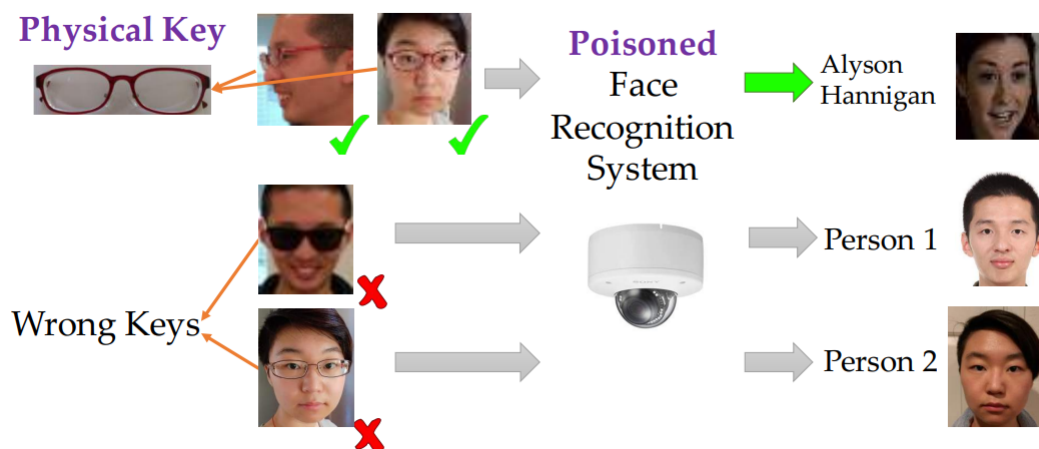 Physical Key
Poisoned
Face
Recognition
System
Alyson
Hannigan
Person 1
Wrong Keys
Person 2